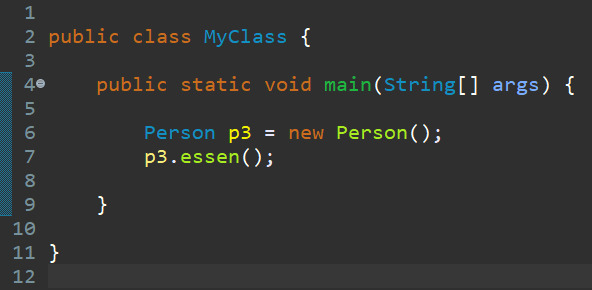 1
2 public class MyClass {
3
4 public static void main(String[] args) {
5
6 Person p3 = new Person();
7 p3.essen();
8
9 }
10
11 }
12